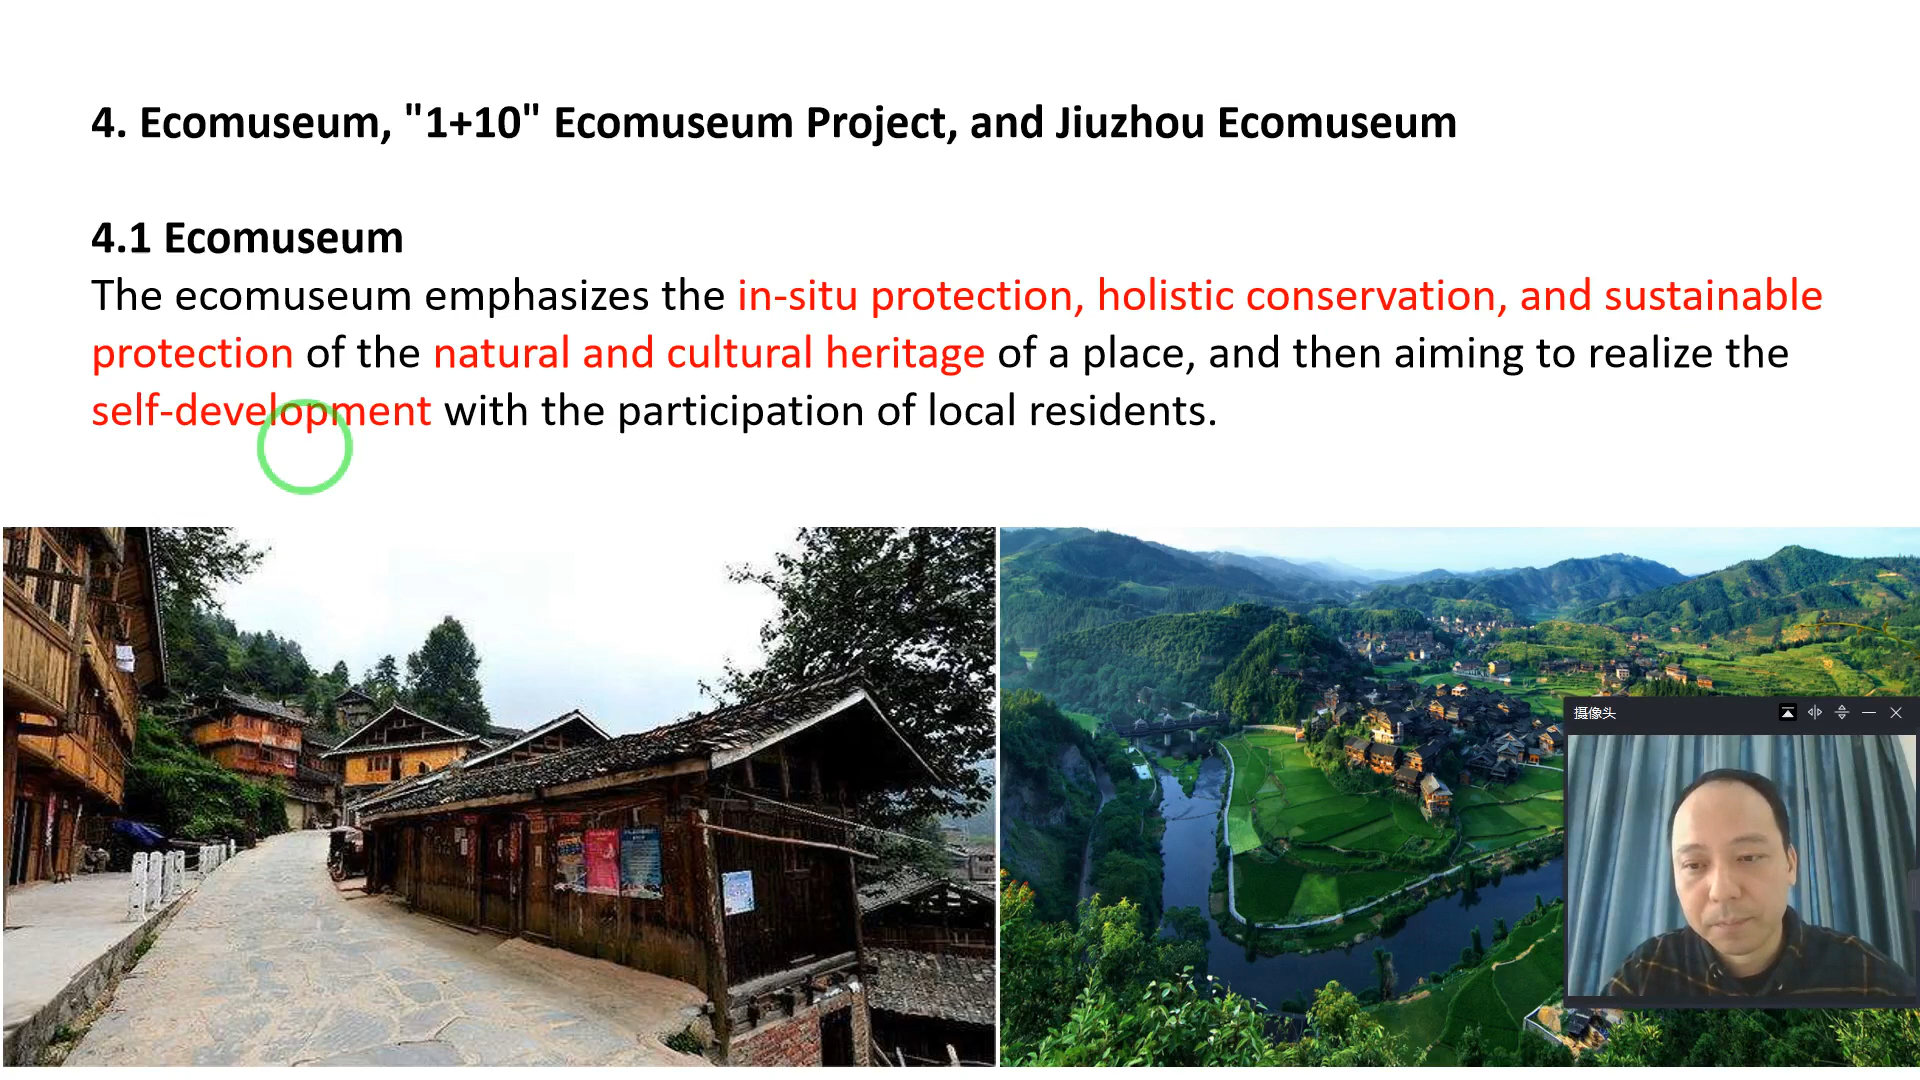 4. Ecomuseum, "1+10" Ecomuseum Project, and Jiuzhou Ecomuseum
4.1 Ecomuseum
The ecomuseum emphasizes the in-situ protection, holistic conservation, and sustainable
protection of the natural and cultural heritage of a place, and then aiming to realize the
self-development with the participation of local residents.
摄像头